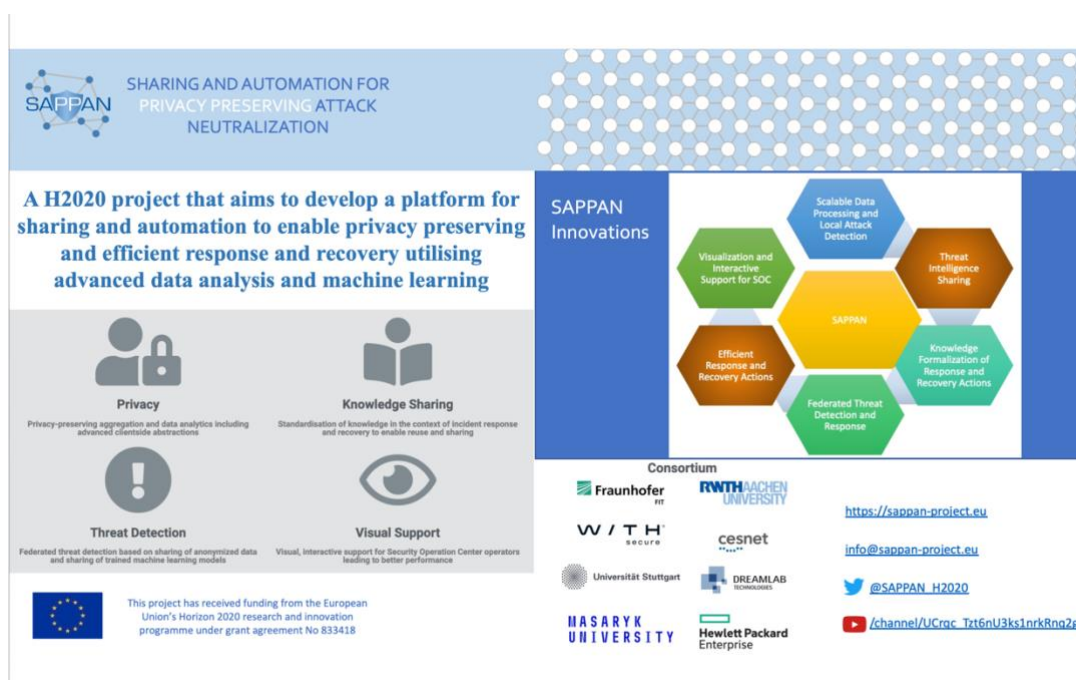 SAPPAN
SHARING AND AUTOMATION FOR
PRIVACY PRESERVING ATTACK
NEUTRALIZATION
A H2020 project that aims to develop a platform for
sharing and automation to enable privacy preserving
and efficient response and recovery utilising
advanced data analysis and machine learning
Privacy
Privacy-preserving aggregation and data analytics including
advanced clientside abstractions
Knowledge Sharing
Standardisation of knowledge in the context of incident response
and recovery to enable reuse and sharing
Threat Detection
Federated threat detection based on sharing of anonymized data
and sharing of trained machine learning models
Visual Support
Visual, interactive support for Security Operation Center operators
leading to better performance
This project has received funding from the European
Union's Horizon 2020 research and innovation
programme under grant agreement No 833418
SAPPAN
Innovations
Scalable Data
Processing and
Local Attack
Detection
Visualization and
Interactive
Support for SOC
Threat
Intelligence
Sharing
SAPPAN
Efficient
Response and
Recovery Actions
Knowledge
Formalization of
Response and
Recovery Actions
Federated Threat
Detection and
Response
Consortium
Fraunhofer
FIT
RWTHAACHEN
UNIVERSITY
W / TH
secure
cesnet
Universität Stuttgart
DREAMLAB
TECHNOLOGIES
MASARYK
UNIVERSITY
Hewlett Packard
Enterprise
https://sappan-project.eu
info@sappan-project.eu
@SAPPAN_H2020